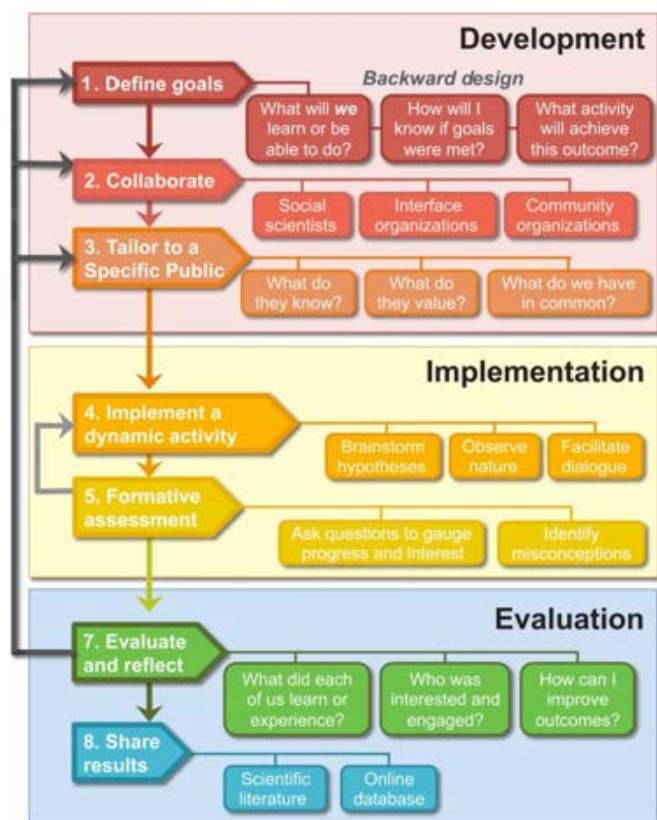 Development
1. Define goals
Backward design
What will we
learn or be
able to do?
How will I
know if goals
were met?
What activity
will achieve
this outcome?
2. Collaborate
Social
scientists
Interface
organizations
Community
organizations
3. Tailor to a
Specific Public
What do
they know?
What do
they value?
What do we have
in common?
Implementation
4. Implement a
dynamic activity
Brainstorm
hypotheses
Observe
nature
Facilitate
dialogue
5. Formative
assessment
Ask questions to gauge
progress and interest
Identify
misconceptions
Evaluation
7. Evaluate
and reflect
What did each
of us learn or
experience?
Who was
interested and
engaged?
How can I
improve
outcomes?
8. Share
results
Scientific
literature
Online
database